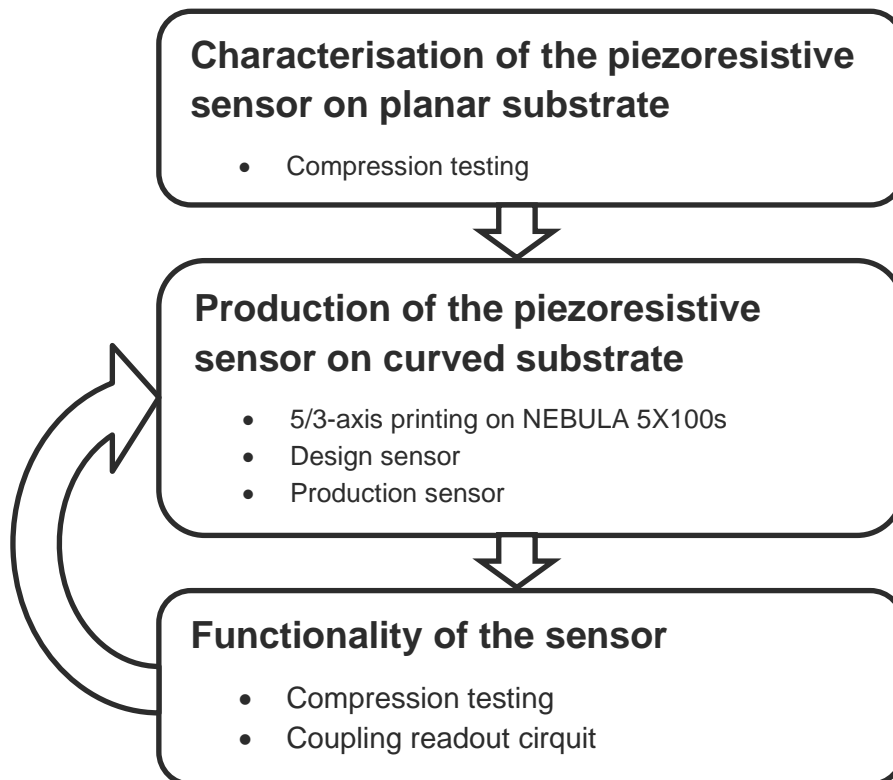 Characterisation of the piezoresistive
sensor on planar substrate
• Compression testing
Production of the piezoresistive
sensor on curved substrate
• 5/3-axis printing on NEBULA 5X100s
• Design sensor
• Production sensor
Functionality of the sensor
• Compression testing
• Coupling readout cirquit